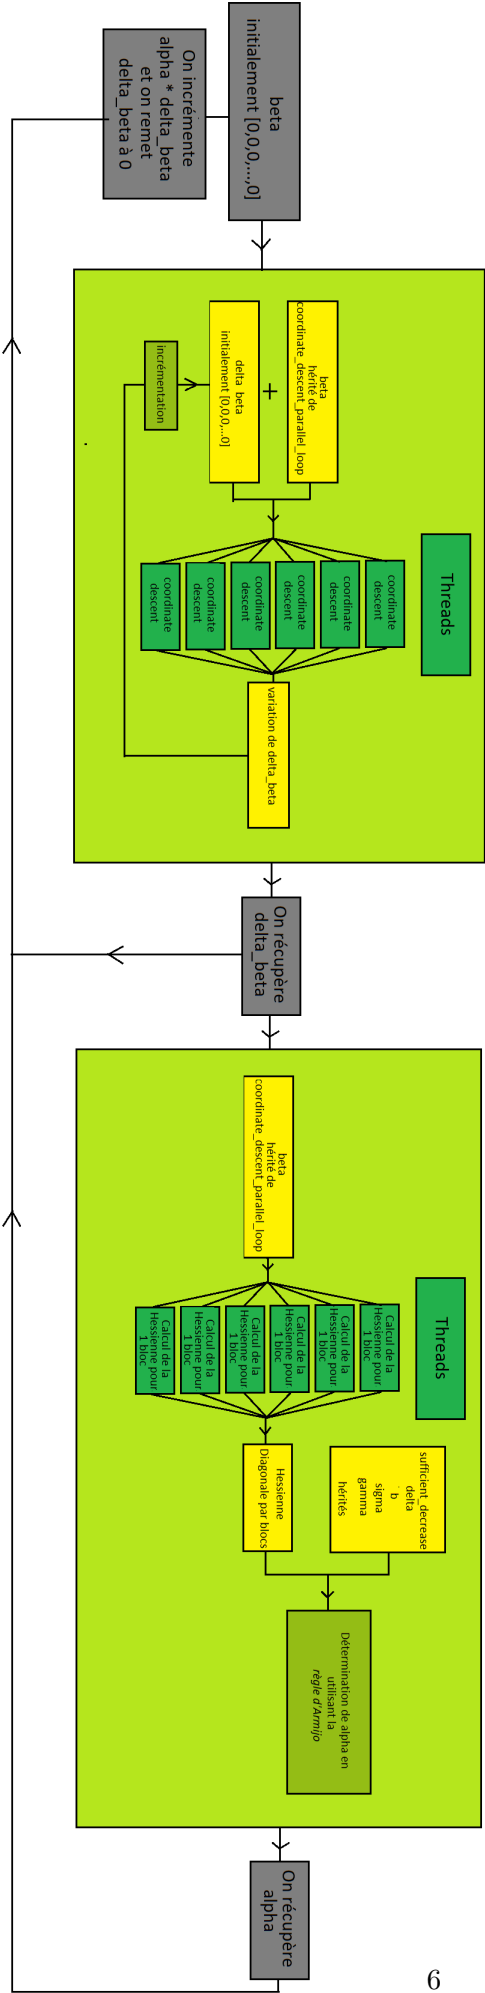 beta
initialement [0,0,0,...,0]
On incrémente
alpha * delta_beta
et on remet
delta_beta à 0
beta
hérité de
coordinate_descent_parallel_loop
+
delta_beta
initialement [0,0,0,...0]
incrémentation
Threads
coordinate
descent
coordinate
descent
coordinate
descent
coordinate
descent
coordinate
descent
coordinate
descent
variation de delta_beta
On récupère
delta_beta
beta
hérité de
coordinate_descent_parallel_loop
Threads
Calcul de la
Hessienne pour
1 bloc
Calcul de la
Hessienne pour
1 bloc
Calcul de la
Hessienne pour
1 bloc
Calcul de la
Hessienne pour
1 bloc
Calcul de la
Hessienne pour
1 bloc
Calcul de la
Hessienne pour
1 bloc
sufficient_decrease
delta
b
sigma
gamma
hérités
Hessienne
Diagonale par blocs
Détermination de alpha en
utilisant la
règle d'Armijo
On récupère
alpha
6